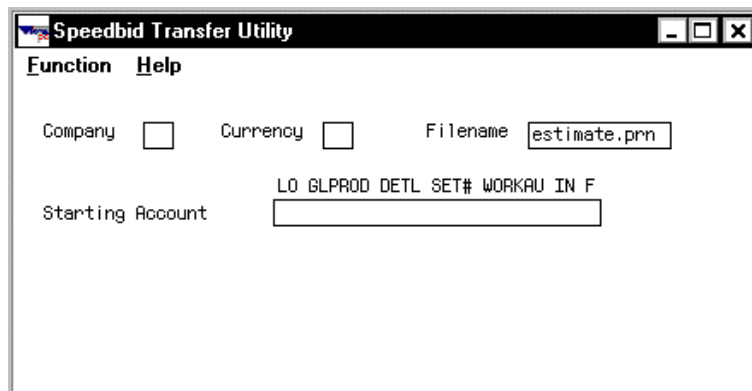 Speedbid Transfer Utility
Function Help
Company Currency Filename estimate.prn
LO GLPROD DETL SET# WORKAU IN F
Starting Account